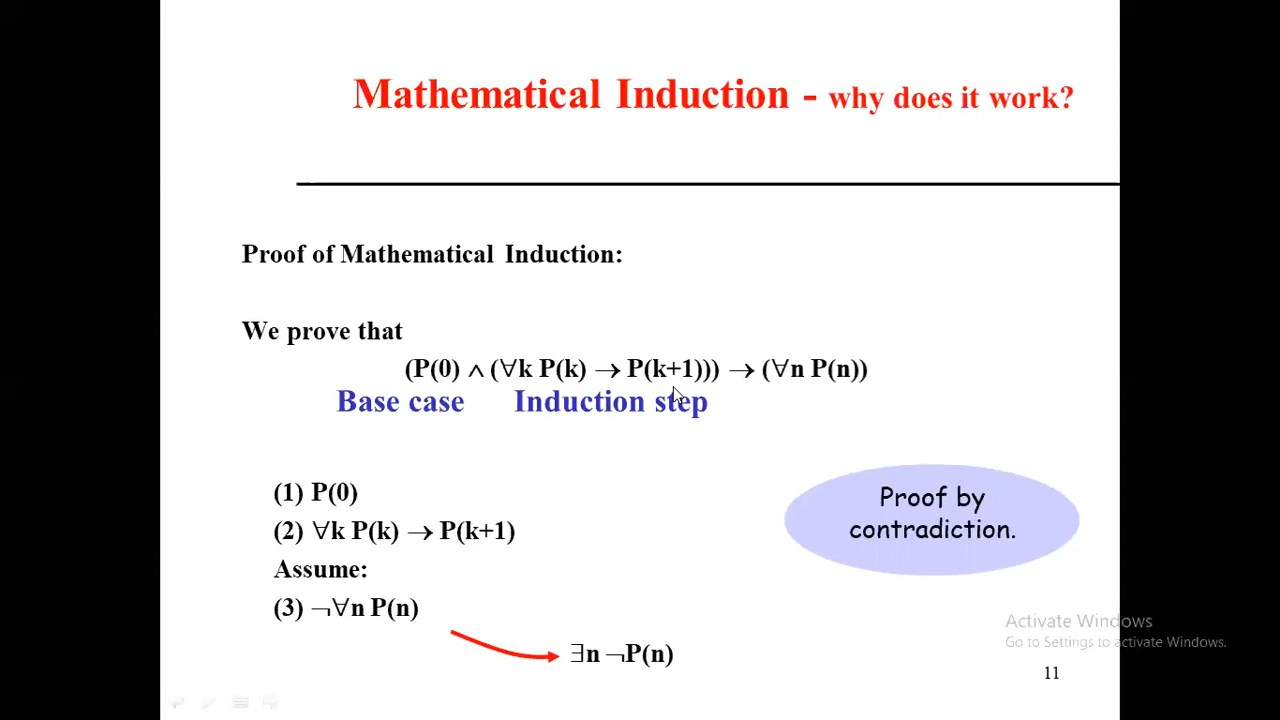 Mathematical Induction - why does it work?
Proof of Mathematical Induction:
We prove that
(P(0) ∧ (∀k P(k) → P(k+1))) → (∀n P(n))
Base case Induction step
(1) P(0)
(2) ∀k P(k) → P(k+1)
Assume:
(3) ¬∀n P(n)
∃n ¬P(n)
Proof by
contradiction.
Activate Windows
Go to Settings to activate Windows.
11